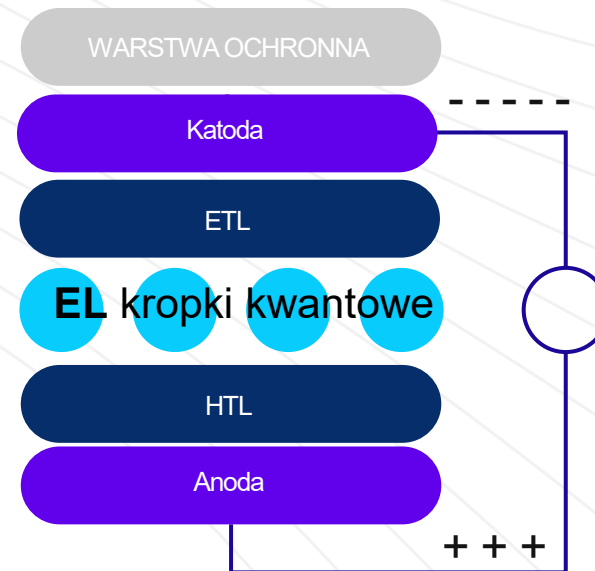 WARSTWA OCHRONNA
- - - - -
Katoda
ETL
EL kropki kwantowe
HTL
Anoda
+ + +